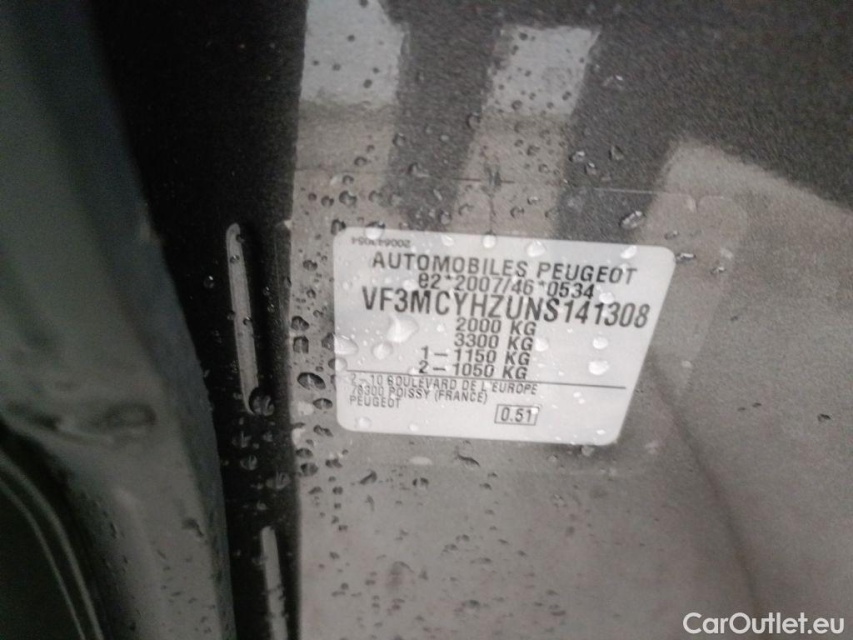 200643054
AUTOMOBILES PEUGEOT
e2*2007/46*0534
VF3MCYHZUNS141308
2000 KG
3300 KG
1-1150 KG
2-1050 KG
2-10 BOULEVARD DE L'EUROPE
78300 POISSY (FRANCE)
PEUGEOT
0.51
CarOutlet.eu